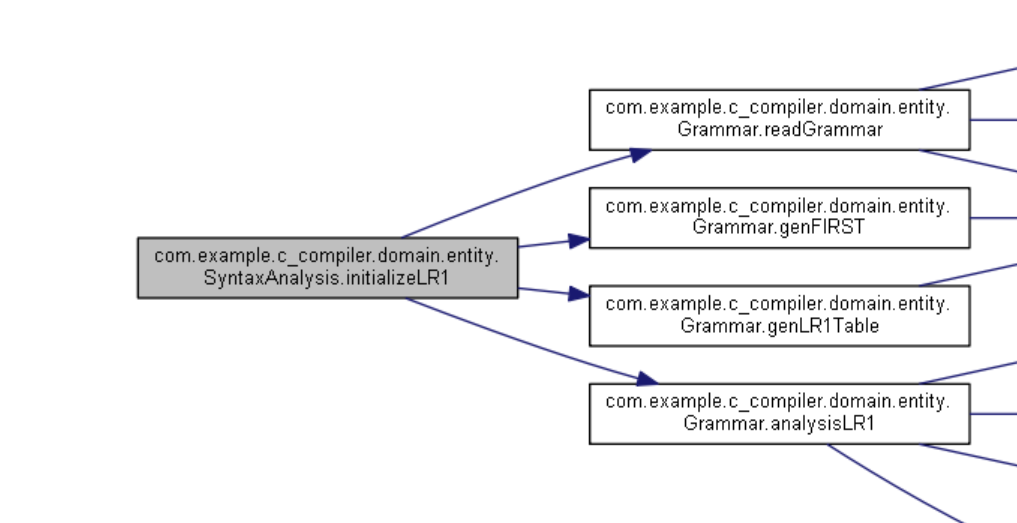 com.example.c_compiler.domain.entity.
Grammar.readGrammar
com.example.c_compiler.domain.entity.
Grammar.genFIRST
com.example.c_compiler.domain.entity.
SyntaxAnalysis.initializeLR1
com.example.c_compiler.domain.entity.
Grammar.genLR1Table
com.example.c_compiler.domain.entity.
Grammar.analysisLR1